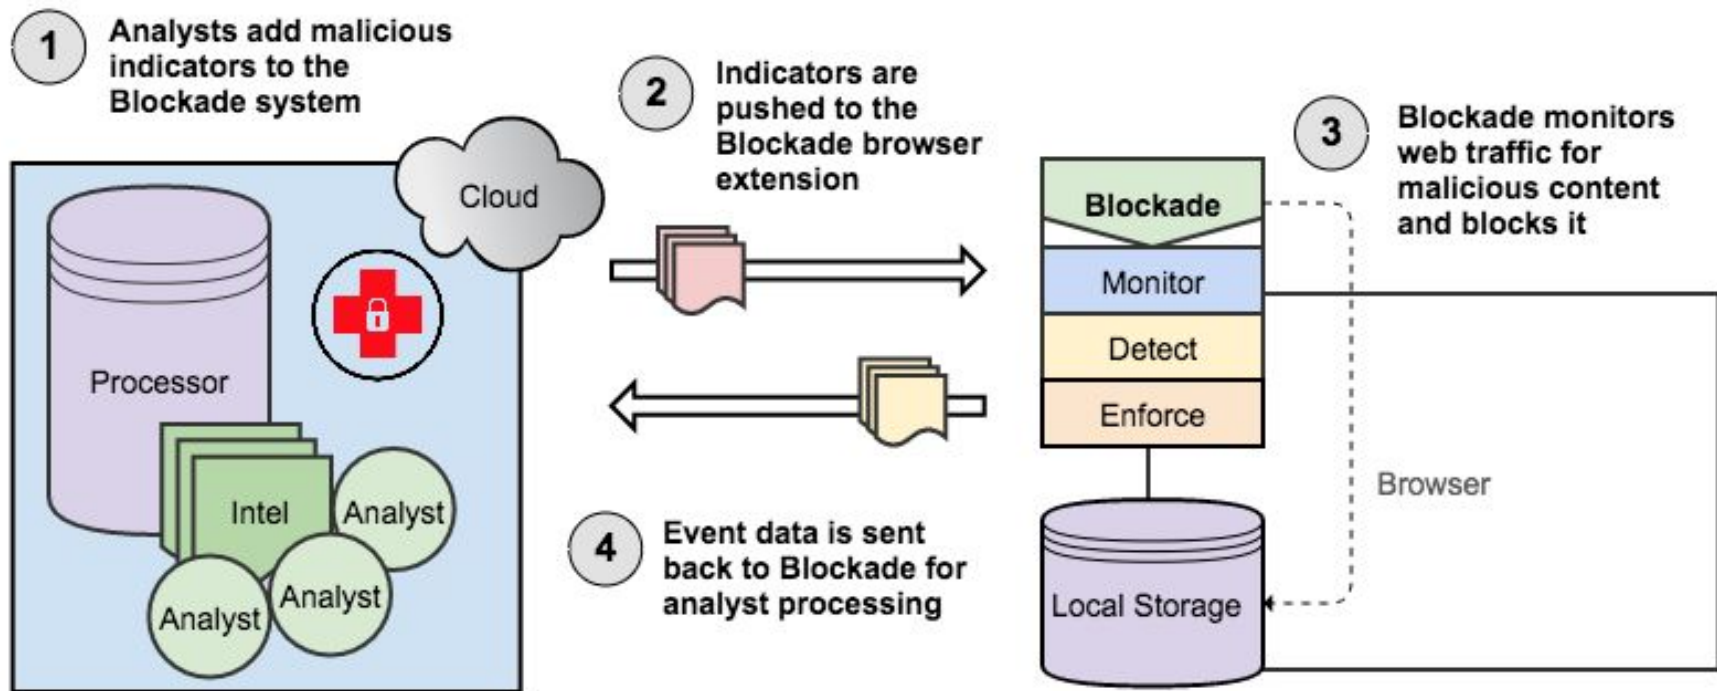 1
Analysts add malicious
indicators to the
Blockade system
Cloud
Processor
Intel
Analyst
Analyst
Analyst
2
Indicators are
pushed to the
Blockade browser
extension
3
Blockade monitors
web traffic for
malicious content
and blocks it
Blockade
Monitor
Detect
Enforce
Browser
Local Storage
4
Event data is sent
back to Blockade for
analyst processing